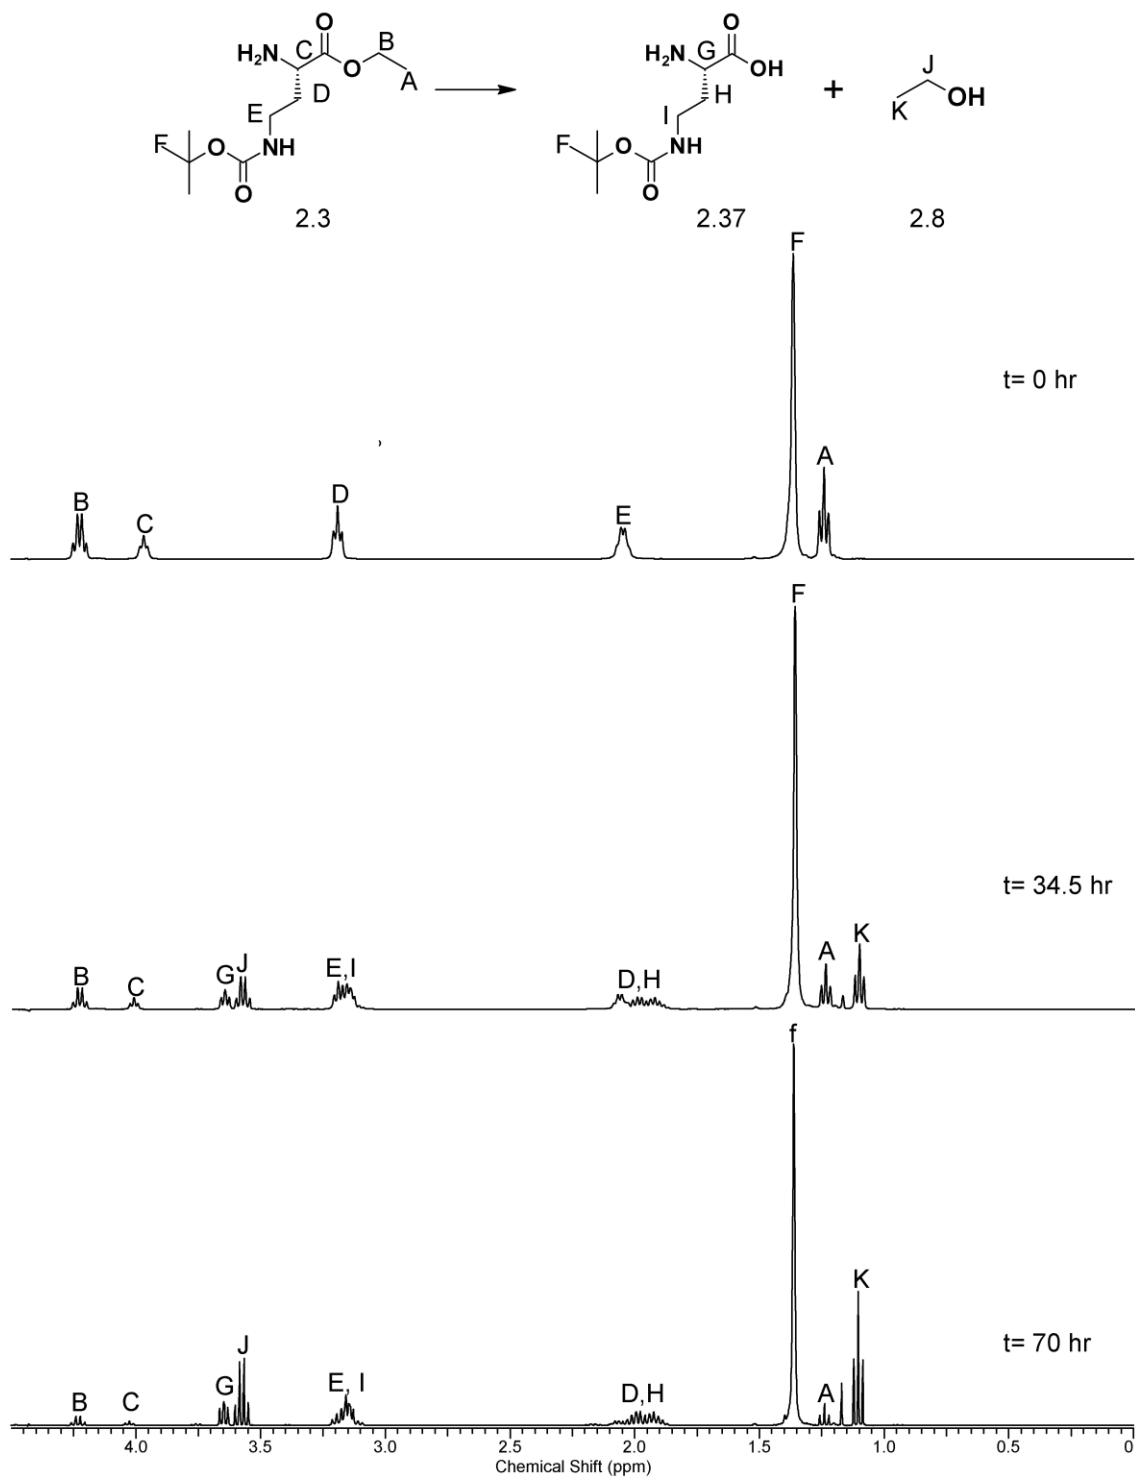 O O
H₂N C B H₂N G OH J
O A + K OH
D H
E I
F O NH F O NH
O O
2.3 2.37 2.8
F
t= 0 hr
A
B C D E
F
t= 34.5 hr
B C G J E,I D,H A K
f
t= 70 hr
B C G J E, I D,H A K
4.0 3.5 3.0 2.5 2.0 1.5 1.0 0.5 0
Chemical Shift (ppm)